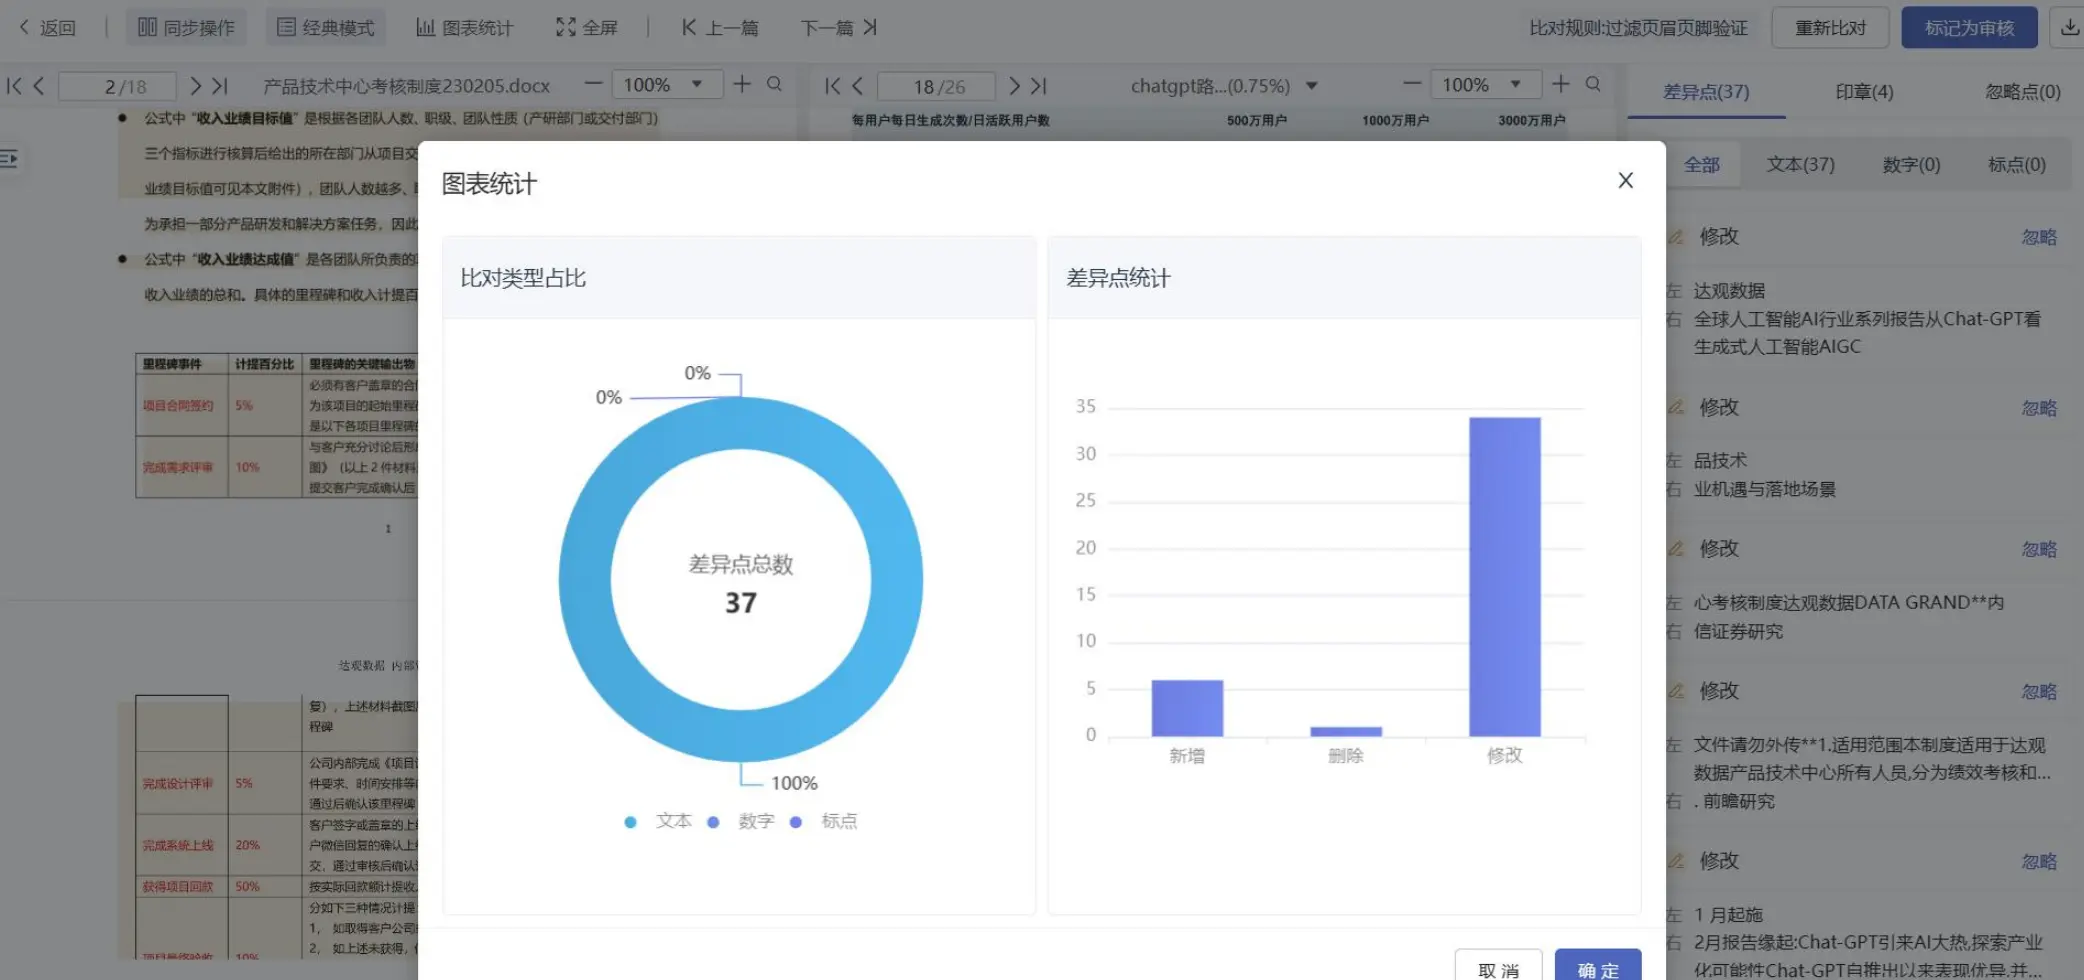 返回
同步操作
经典模式
图表统计
全屏
上一篇
下一篇
比对规则:过滤页眉页脚验证
重新比对
标记为审核
2/18
产品技术中心考核制度230205.docx
100%
18/26
chatgpt路...(0.75%)
100%
差异点(37)
印章(4)
忽略点(0)
公式中“收入业绩目标值”是根据各团队人数、职级、团队性质（产研部门或交付部门）
三个指标进行核算后给出的所在部门从项目交
业绩目标值可见本文附件），团队人数越多、
为承担一部分产品研发和解决方案任务，因此
公式中“收入业绩达成值”是各团队所负责的
收入业绩的总和。具体的里程碑和收入计提百
里程碑事件 计提百分比 里程碑的关键输出物
项目合同签约 5%
必须有客户盖章的合
为该项目的起始里程
是以下各项目里程碑的
完成需求评审 10%
与客户充分讨论后形
图》（以上2件材料
提交客户完成确认后
1
达观数据 内部
复），上述材料截图
程碑
完成设计评审 5%
公司内部完成《项目
件要求、时间安排等
通过后确认该里程碑
完成系统上线 20%
客户签字或盖章的上
户微信回复的确认上
交，通过审核后确认
获得项目回款 50%
按实际回款额计提收
项目最终验收 10%
分如下三种情况计提
1， 如取得客户公司
2， 如上述未获得，
每用户每日生成次数/日活跃用户数 500万用户 1000万用户 3000万用户
图表统计
X
比对类型占比
0%
0%
差异点总数
37
100%
文本 数字 标点
差异点统计
35
30
25
20
15
10
5
0
新增 删除 修改
取消
确定
全部
文本(37)
数字(0)
标点(0)
修改 忽略
左 达观数据
右 全球人工智能AI行业系列报告从Chat-GPT看
生成式人工智能AIGC
修改 忽略
左 品技术
右 业机遇与落地场景
修改 忽略
左 心考核制度达观数据DATA GRAND**内
右 信证券研究
修改 忽略
左 文件请勿外传**1.适用范围本制度适用于达观
数据产品技术中心所有人员,分为绩效考核和...
右 . 前瞻研究
修改 忽略
左 1 月起施
右 2月报告缘起:Chat-GPT引来AI大热,探索产业
化可能性Chat-GPT自推出以来表现优异,并...